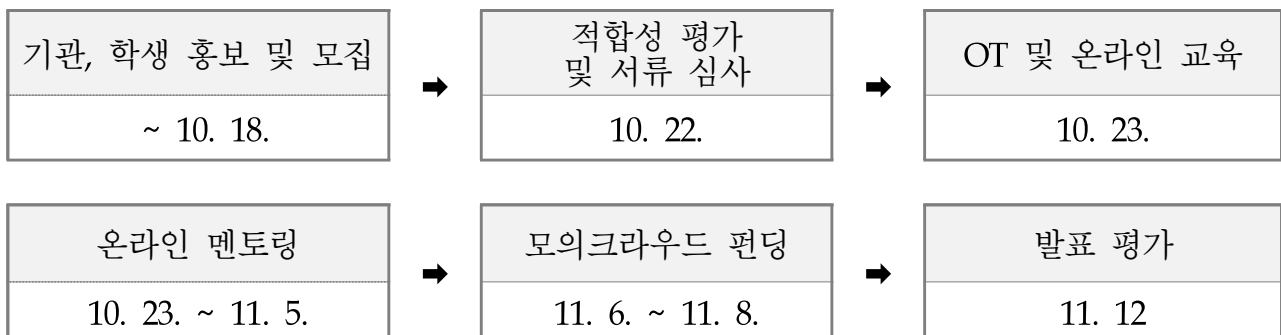 기관, 학생 홍보 및 모집
~ 10. 18.
➡
적합성 평가
및 서류 심사
10. 22.
➡
OT 및 온라인 교육
10. 23.
온라인 멘토링
10. 23. ~ 11. 5.
➡
모의크라우드 펀딩
11. 6. ~ 11. 8.
➡
발표 평가
11. 12